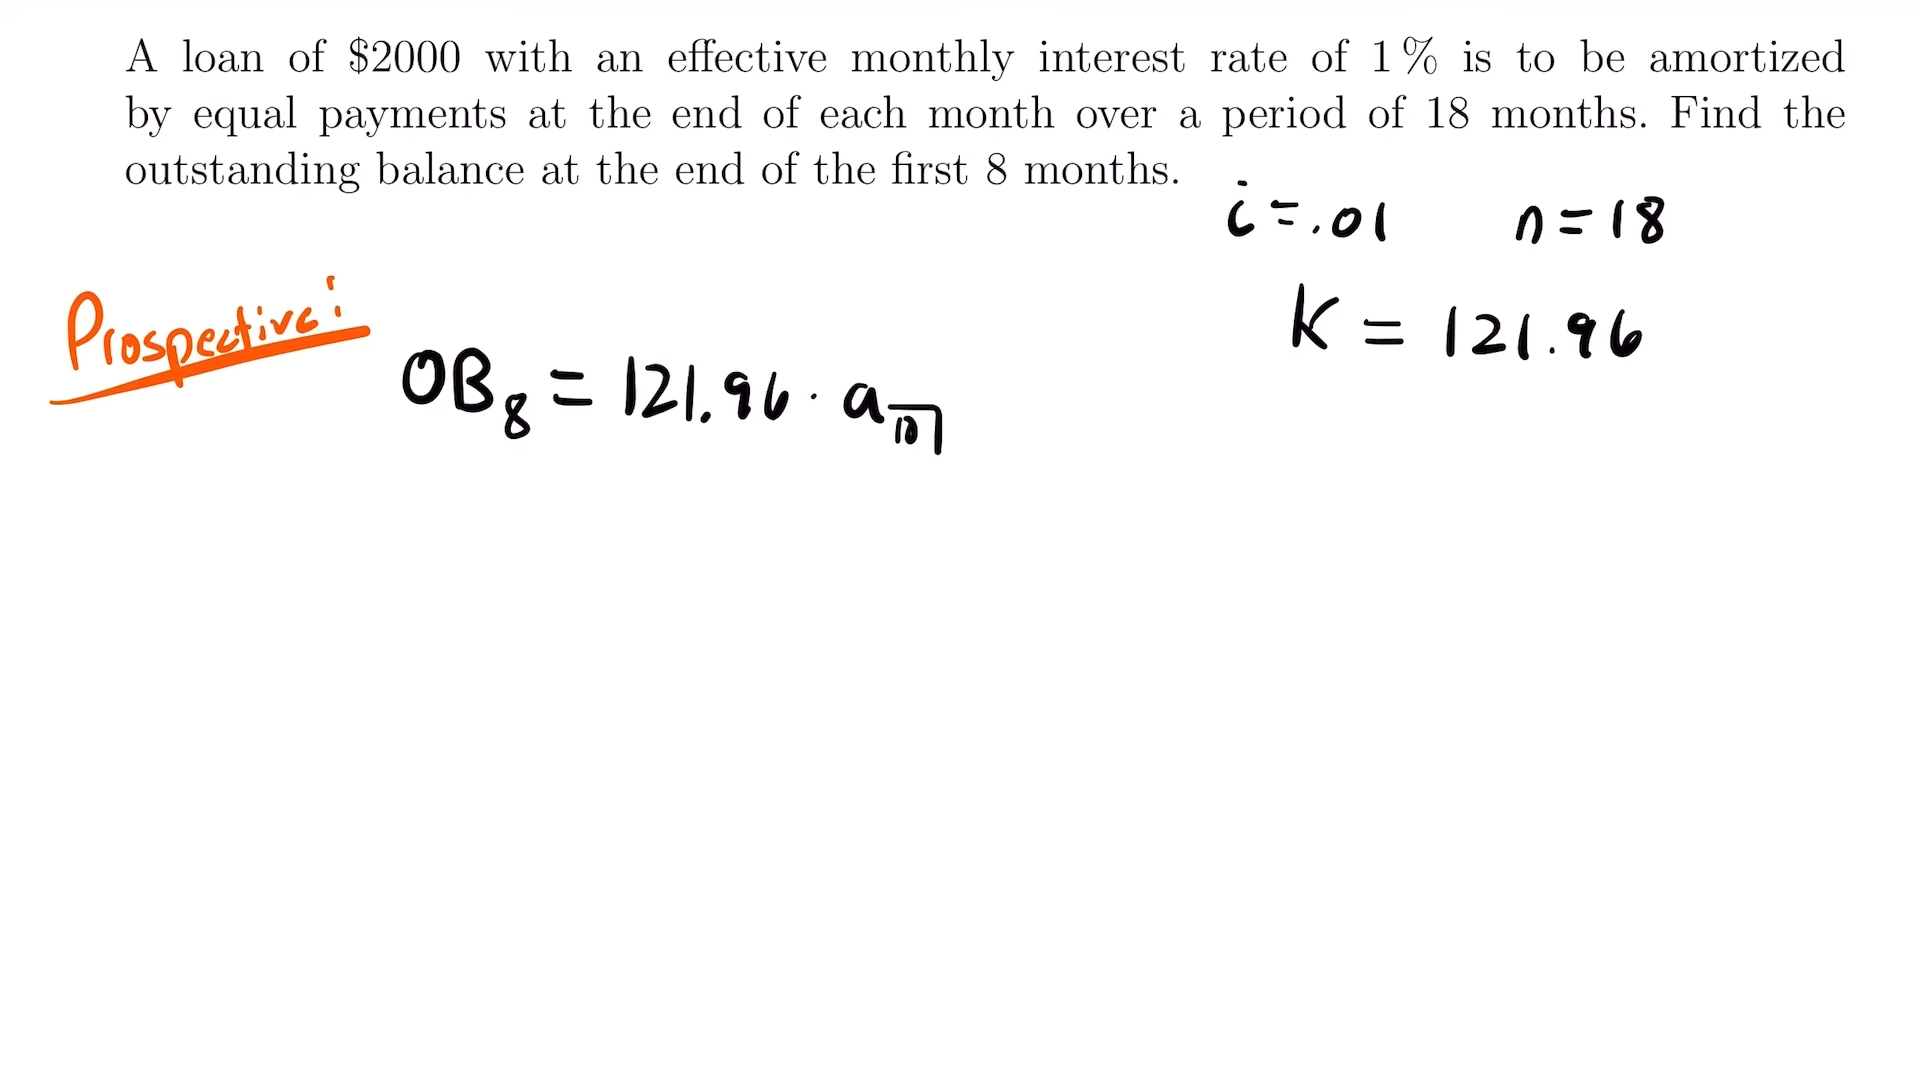 A loan of $2000 with an effective monthly interest rate of 1 % is to be amortized
by equal payments at the end of each month over a period of 18 months. Find the
outstanding balance at the end of the first 8 months.
i = .01 n = 18
K = 121.96
Prospective:
OB₈ = 121.96 · a₁₀⌉